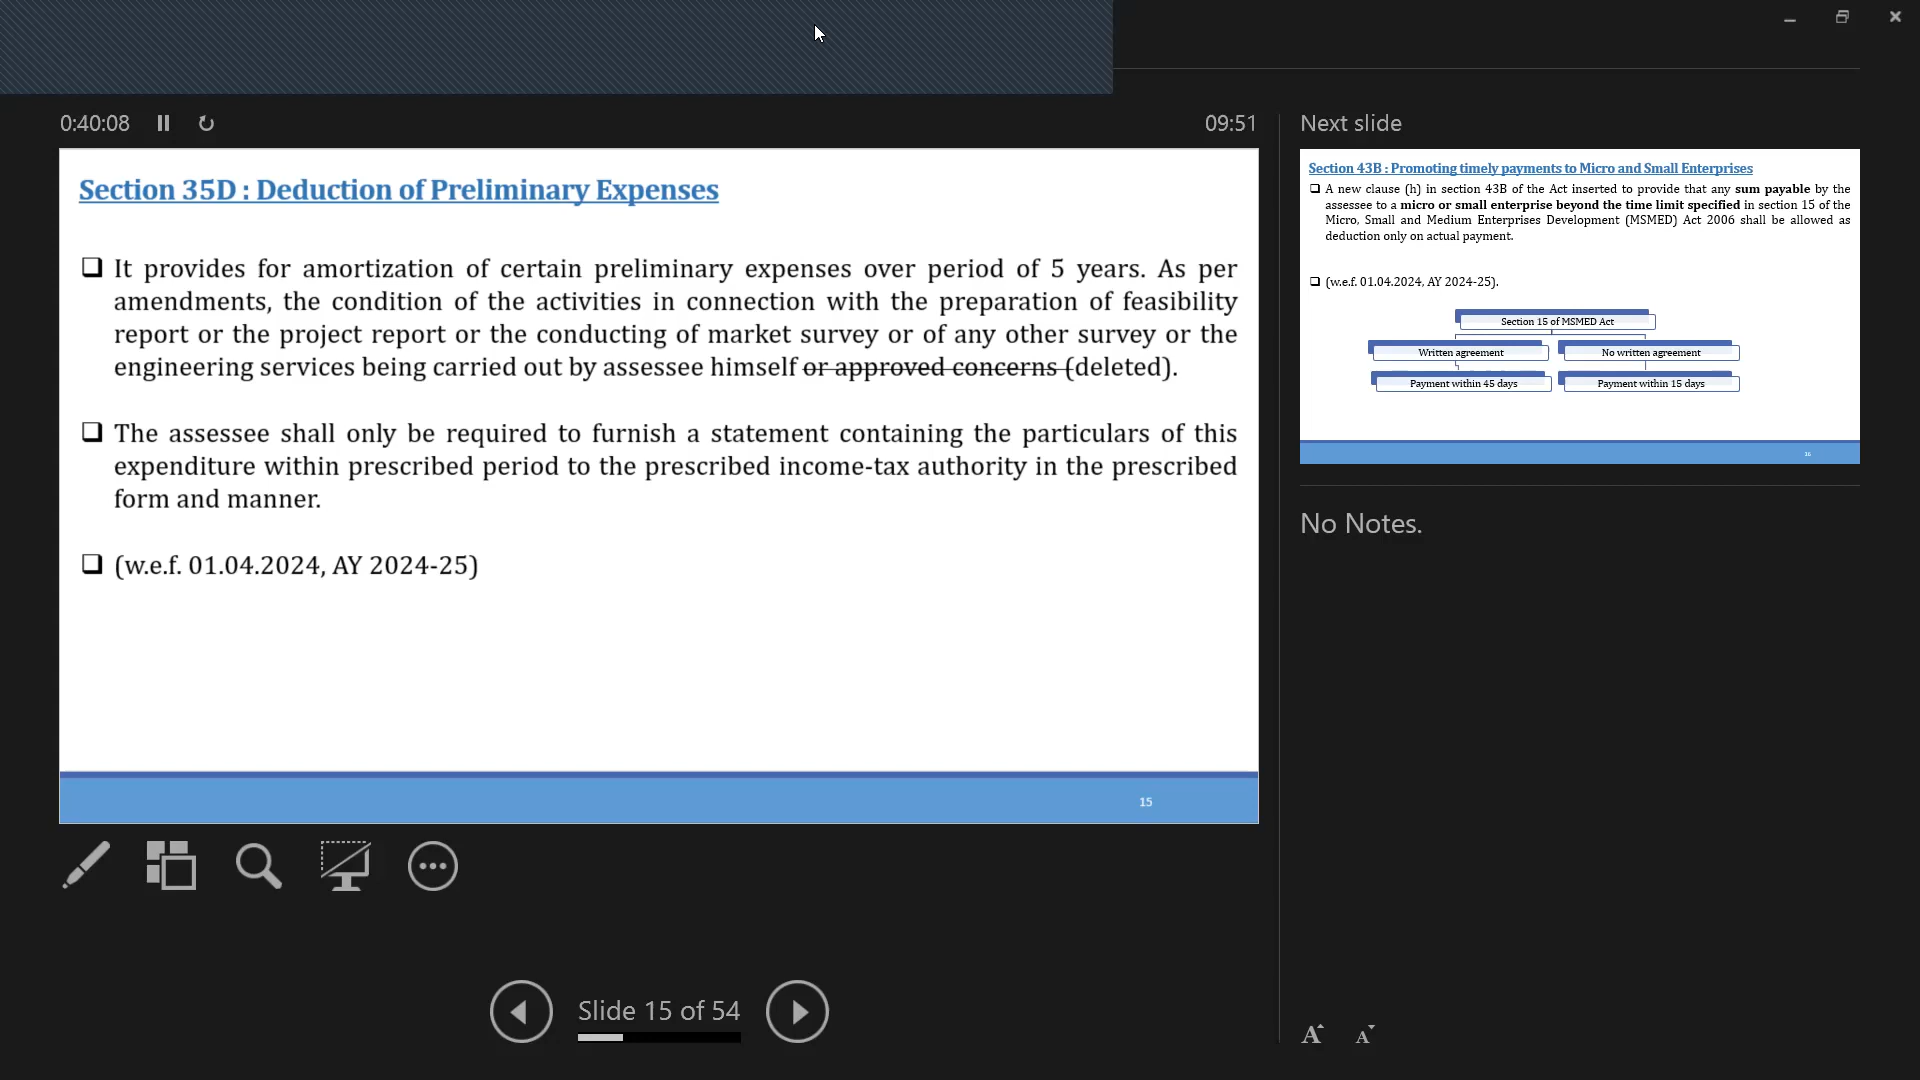 0:40:08
09:51
Section 35D : Deduction of Preliminary Expenses
❑ It provides for amortization of certain preliminary expenses over period of 5 years. As per
amendments, the condition of the activities in connection with the preparation of feasibility
report or the project report or the conducting of market survey or of any other survey or the
engineering services being carried out by assessee himself or approved concerns (deleted).
❑ The assessee shall only be required to furnish a statement containing the particulars of this
expenditure within prescribed period to the prescribed income-tax authority in the prescribed
form and manner.
❑ (w.e.f. 01.04.2024, AY 2024-25)
15
Slide 15 of 54
Next slide
Section 43B : Promoting timely payments to Micro and Small Enterprises
❑ A new clause (h) in section 43B of the Act inserted to provide that any sum payable by the
assessee to a micro or small enterprise beyond the time limit specified in section 15 of the
Micro, Small and Medium Enterprises Development (MSMED) Act 2006 shall be allowed as
deduction only on actual payment.
❑ (w.e.f. 01.04.2024, AY 2024-25).
Section 15 of MSMED Act
Written agreement
No written agreement
Payment within 45 days
Payment within 15 days
16
No Notes.
A A